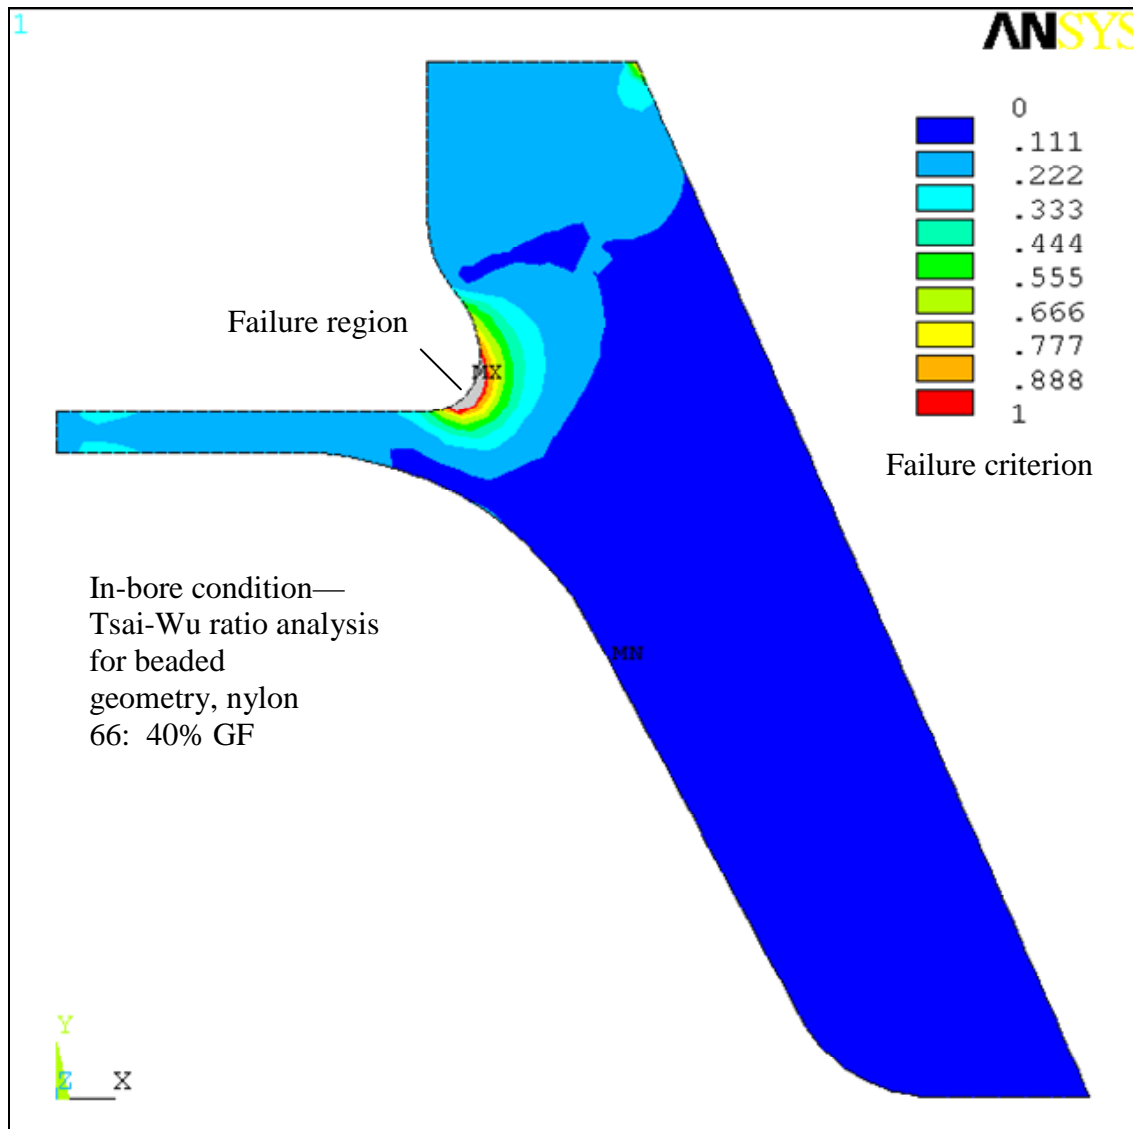 1
ANSYS
0
.111
.222
.333
.444
.555
.666
.777
.888
1
Failure criterion
Failure region
MX
In-bore condition—
Tsai-Wu ratio analysis
for beaded
geometry, nylon
66: 40% GF
MN
Y
Z X